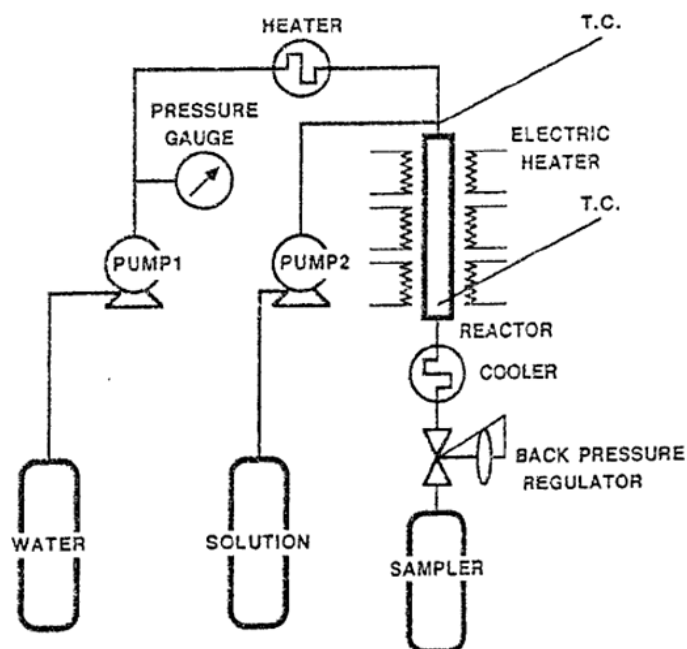 HEATER
T.C.
PRESSURE
GAUGE
ELECTRIC
HEATER
T.C.
PUMP1
PUMP2
REACTOR
COOLER
BACK PRESSURE
REGULATOR
WATER
SOLUTION
SAMPLER